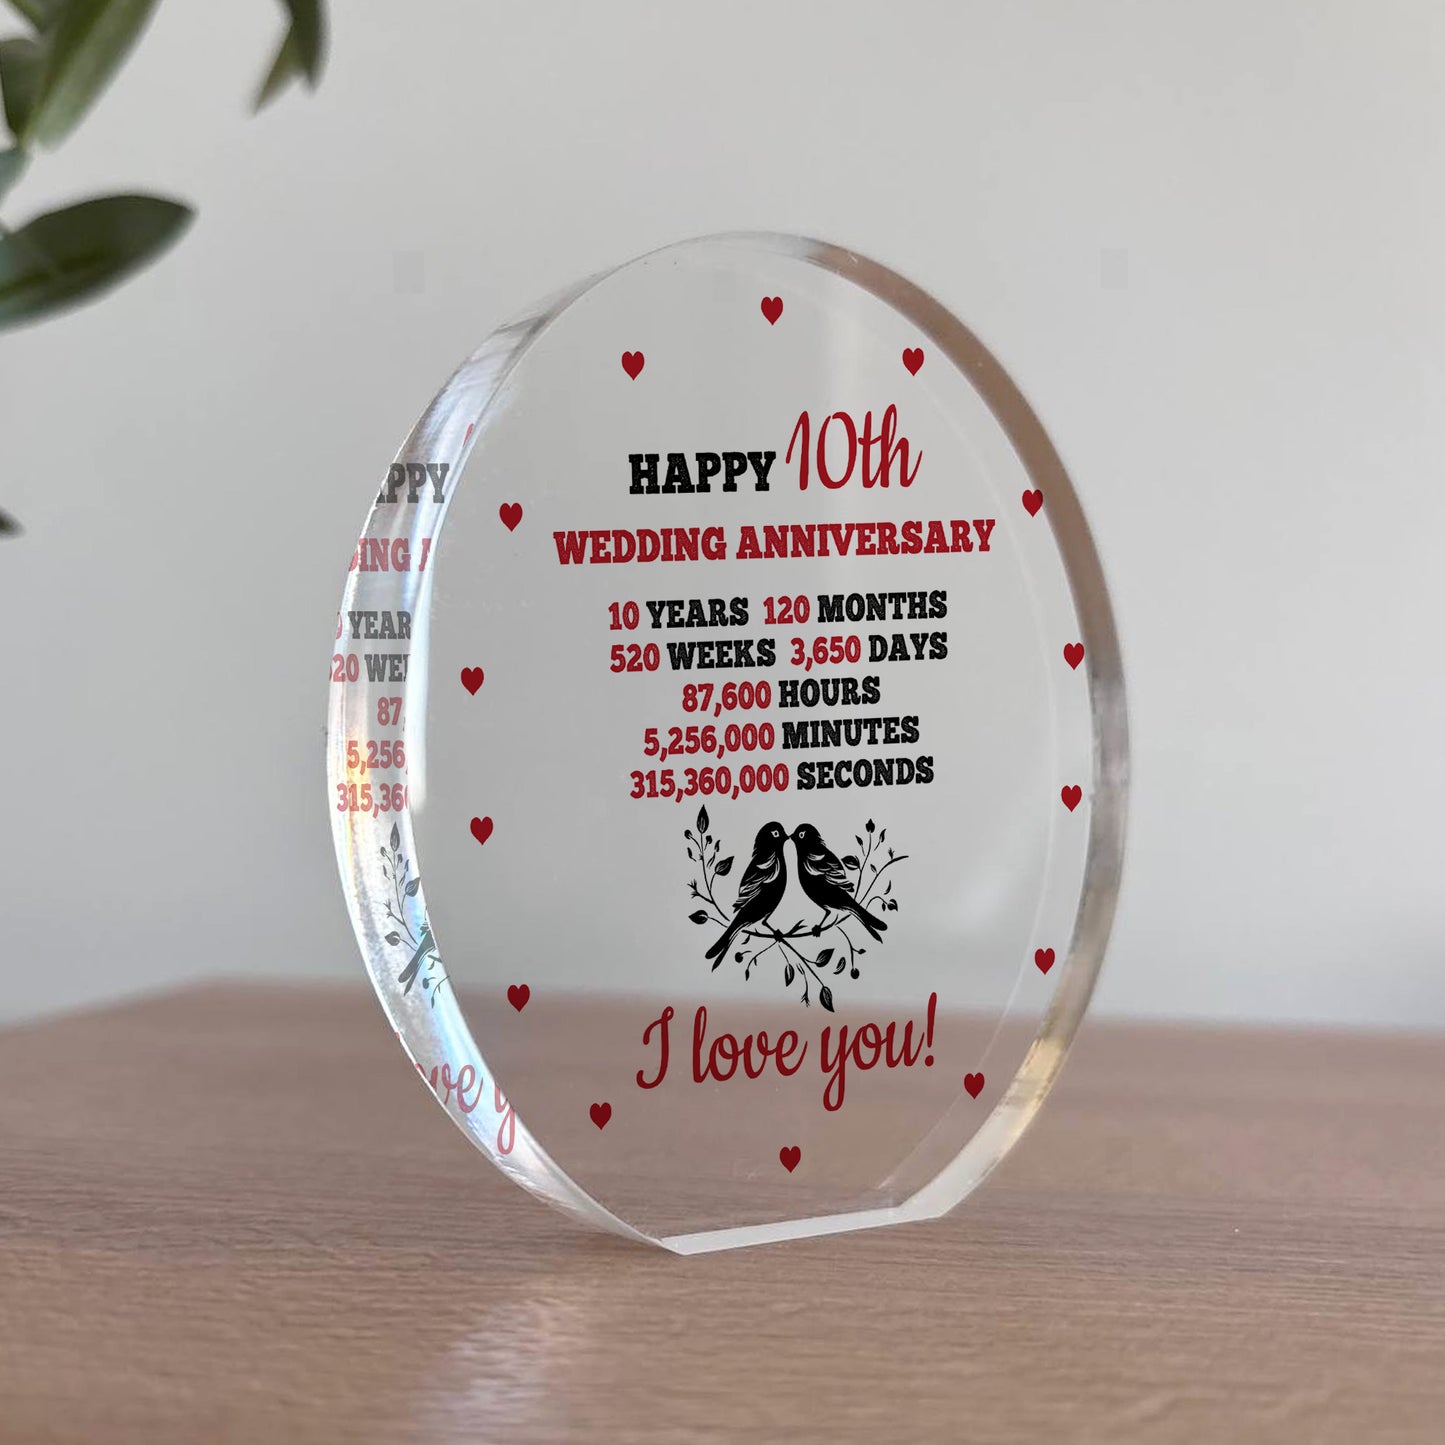 HAPPY 10th
WEDDING ANNIVERSARY
10 YEARS 120 MONTHS
520 WEEKS 3,650 DAYS
87,600 HOURS
5,256,000 MINUTES
315,360,000 SECONDS
I love you!